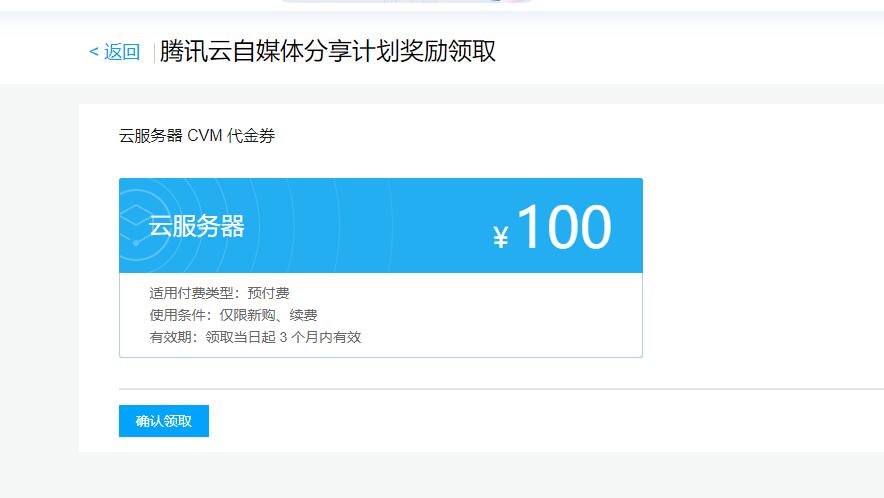 < 返回 腾讯云自媒体分享计划奖励领取
云服务器 CVM 代金券
云服务器 ¥100
适用付费类型：预付费
使用条件：仅限新购、续费
有效期：领取当日起 3 个月内有效
确认领取